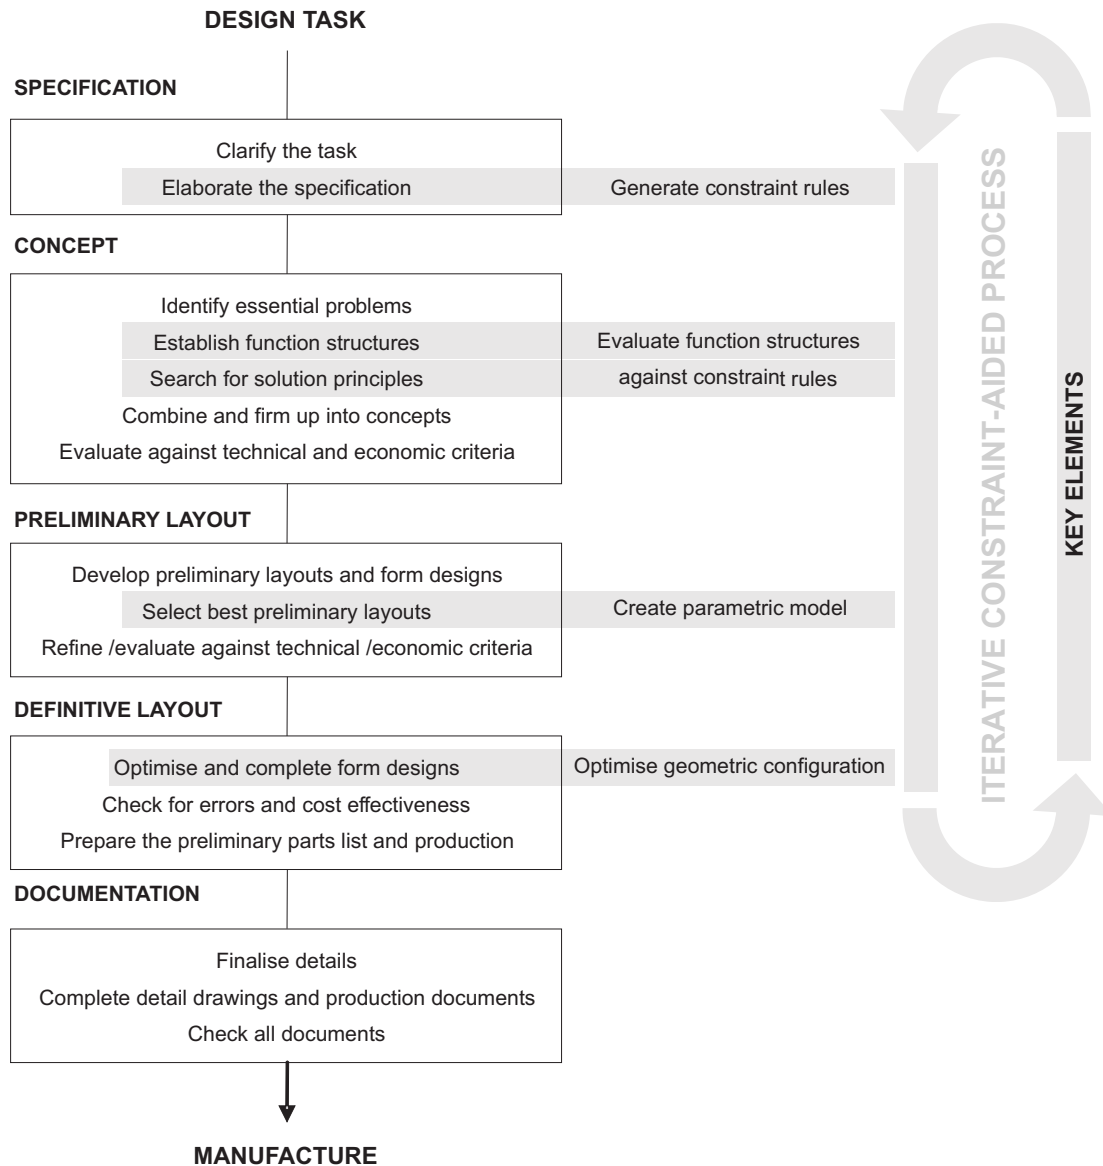 DESIGN TASK
SPECIFICATION
Clarify the task
Elaborate the specification
Generate constraint rules
CONCEPT
Identify essential problems
Establish function structures
Evaluate function structures
Search for solution principles
against constraint rules
Combine and firm up into concepts
Evaluate against technical and economic criteria
PRELIMINARY LAYOUT
Develop preliminary layouts and form designs
Select best preliminary layouts
Create parametric model
Refine /evaluate against technical /economic criteria
DEFINITIVE LAYOUT
Optimise and complete form designs
Optimise geometric configuration
Check for errors and cost effectiveness
Prepare the preliminary parts list and production
DOCUMENTATION
Finalise details
Complete detail drawings and production documents
Check all documents
MANUFACTURE
ITERATIVE CONSTRAINT-AIDED PROCESS
KEY ELEMENTS